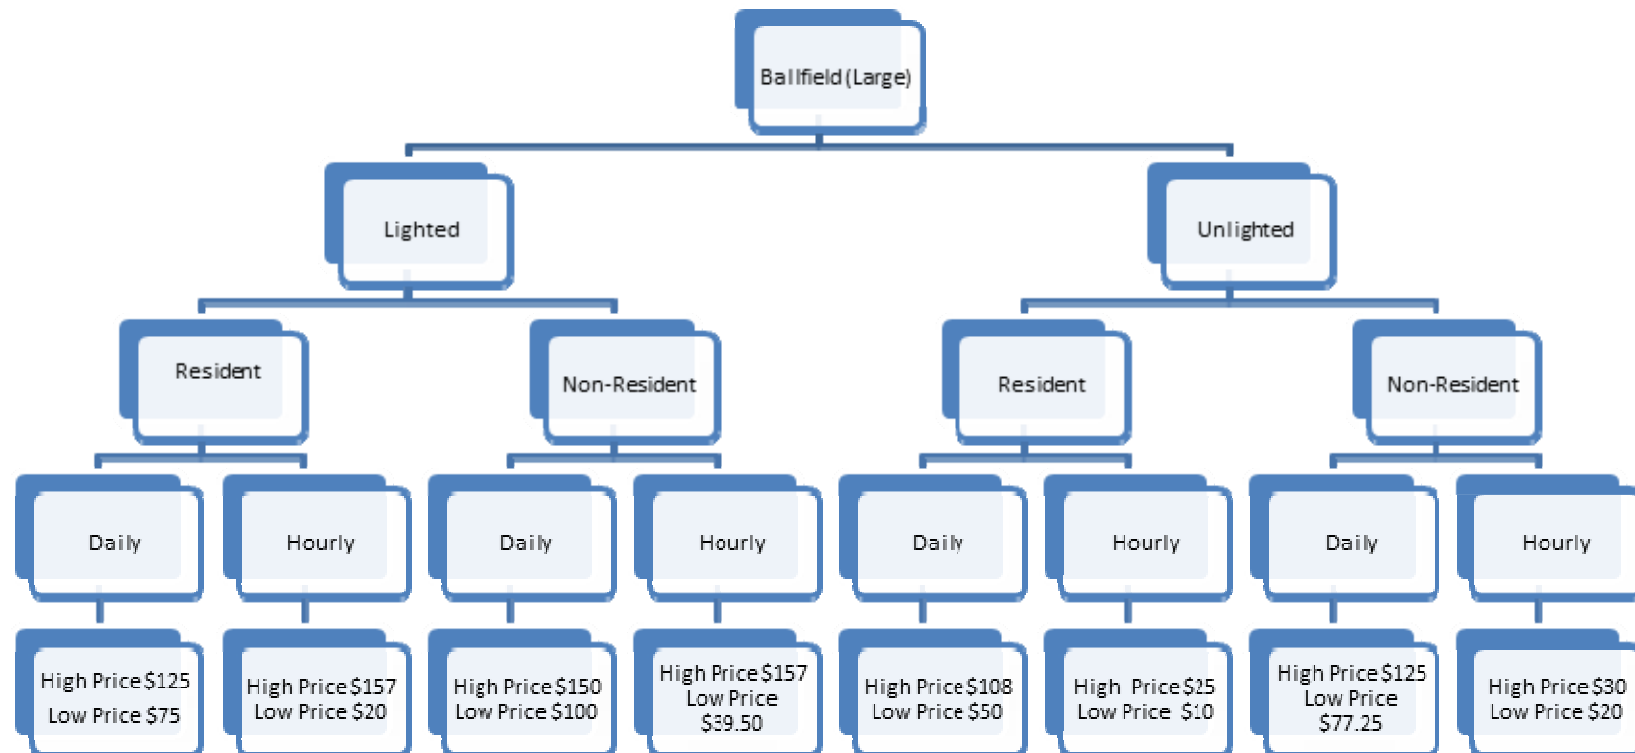 Ballfield (Large)
Lighted
Unlighted
Resident
Non-Resident
Resident
Non-Resident
Daily
Hourly
Daily
Hourly
Daily
Hourly
Daily
Hourly
High Price $125
Low Price $75
High Price $157
Low Price $20
High Price $150
Low Price $100
High Price $157
Low Price
$39.50
High Price $108
Low Price $50
High Price $25
Low Price $10
High Price $125
Low Price
$77.25
High Price $30
Low Price $20